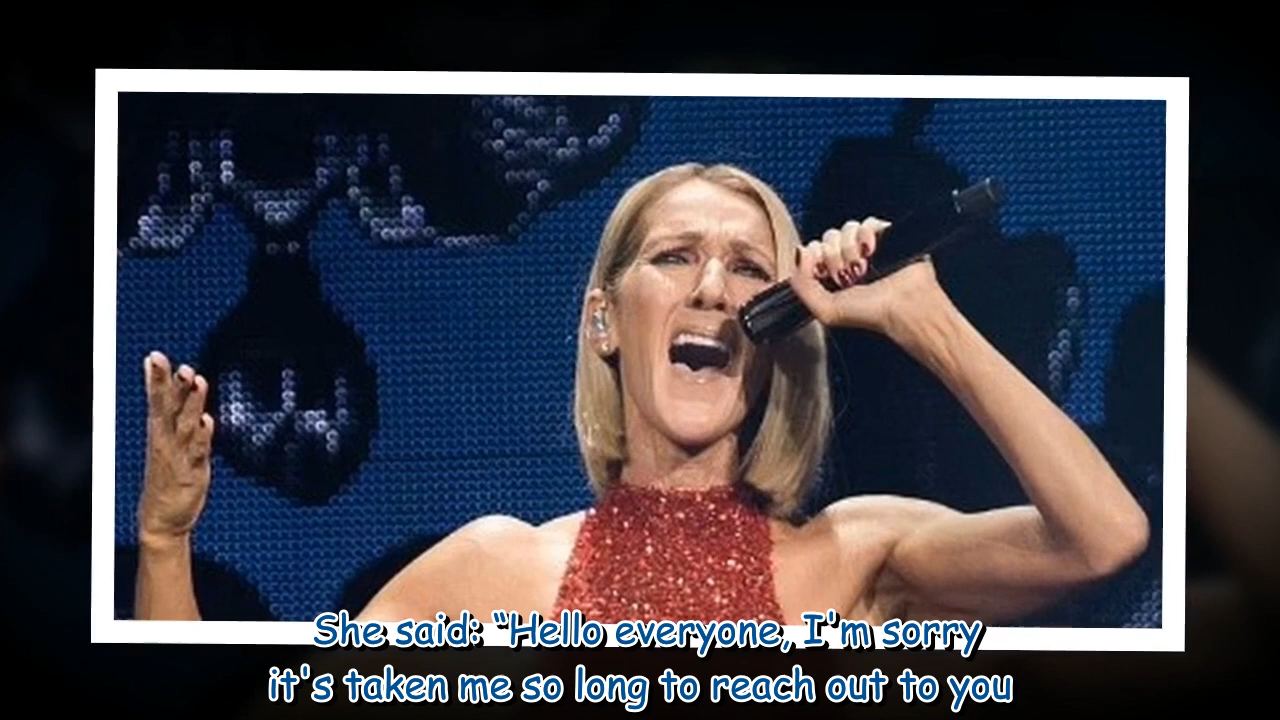 She said: “Hello everyone, I'm sorry
it's taken me so long to reach out to you